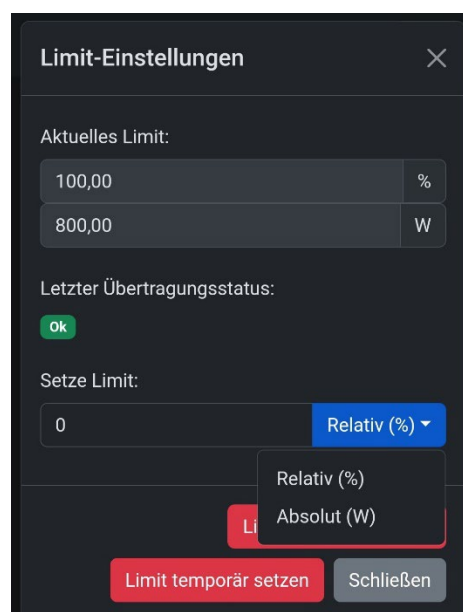 Limit-Einstellungen
Aktuelles Limit:
100,00 %
800,00 W
Letzter Übertragungsstatus:
Ok
Setze Limit:
0 Relativ (%)
Relativ (%)
Absolut (W)
Limit temporär setzen Schließen